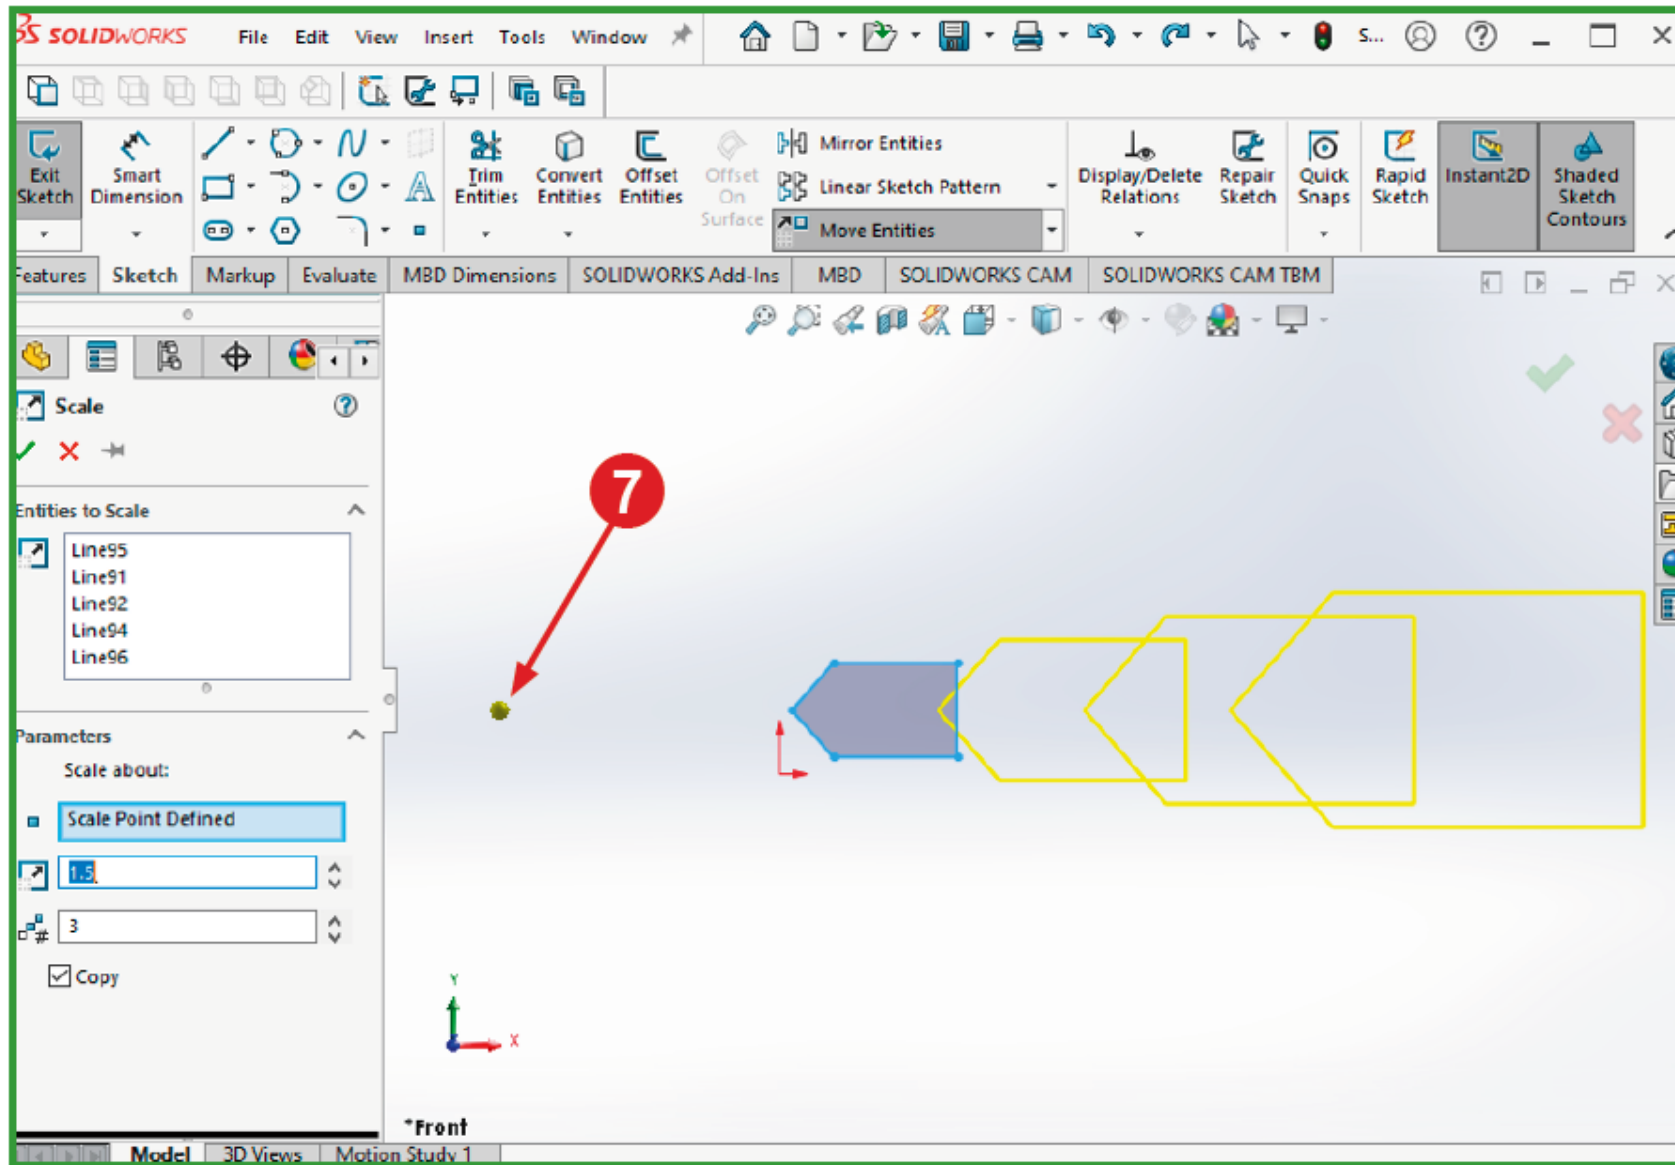 SOLIDWORKS File Edit View Insert Tools Window S...
Exit Sketch
Smart Dimension
Trim Entities
Convert Entities
Offset Entities
Offset On Surface
Mirror Entities
Linear Sketch Pattern
Move Entities
Display/Delete Relations
Repair Sketch
Quick Snaps
Rapid Sketch
Instant2D
Shaded Sketch Contours
Features Sketch Markup Evaluate MBD Dimensions SOLIDWORKS Add-Ins MBD SOLIDWORKS CAM SOLIDWORKS CAM TBM
Scale
7
Entities to Scale
Line95
Line91
Line92
Line94
Line96
Parameters
Scale about:
Scale Point Defined
1.5
3
Copy
Y
X
*Front
Model 3D Views Motion Study 1